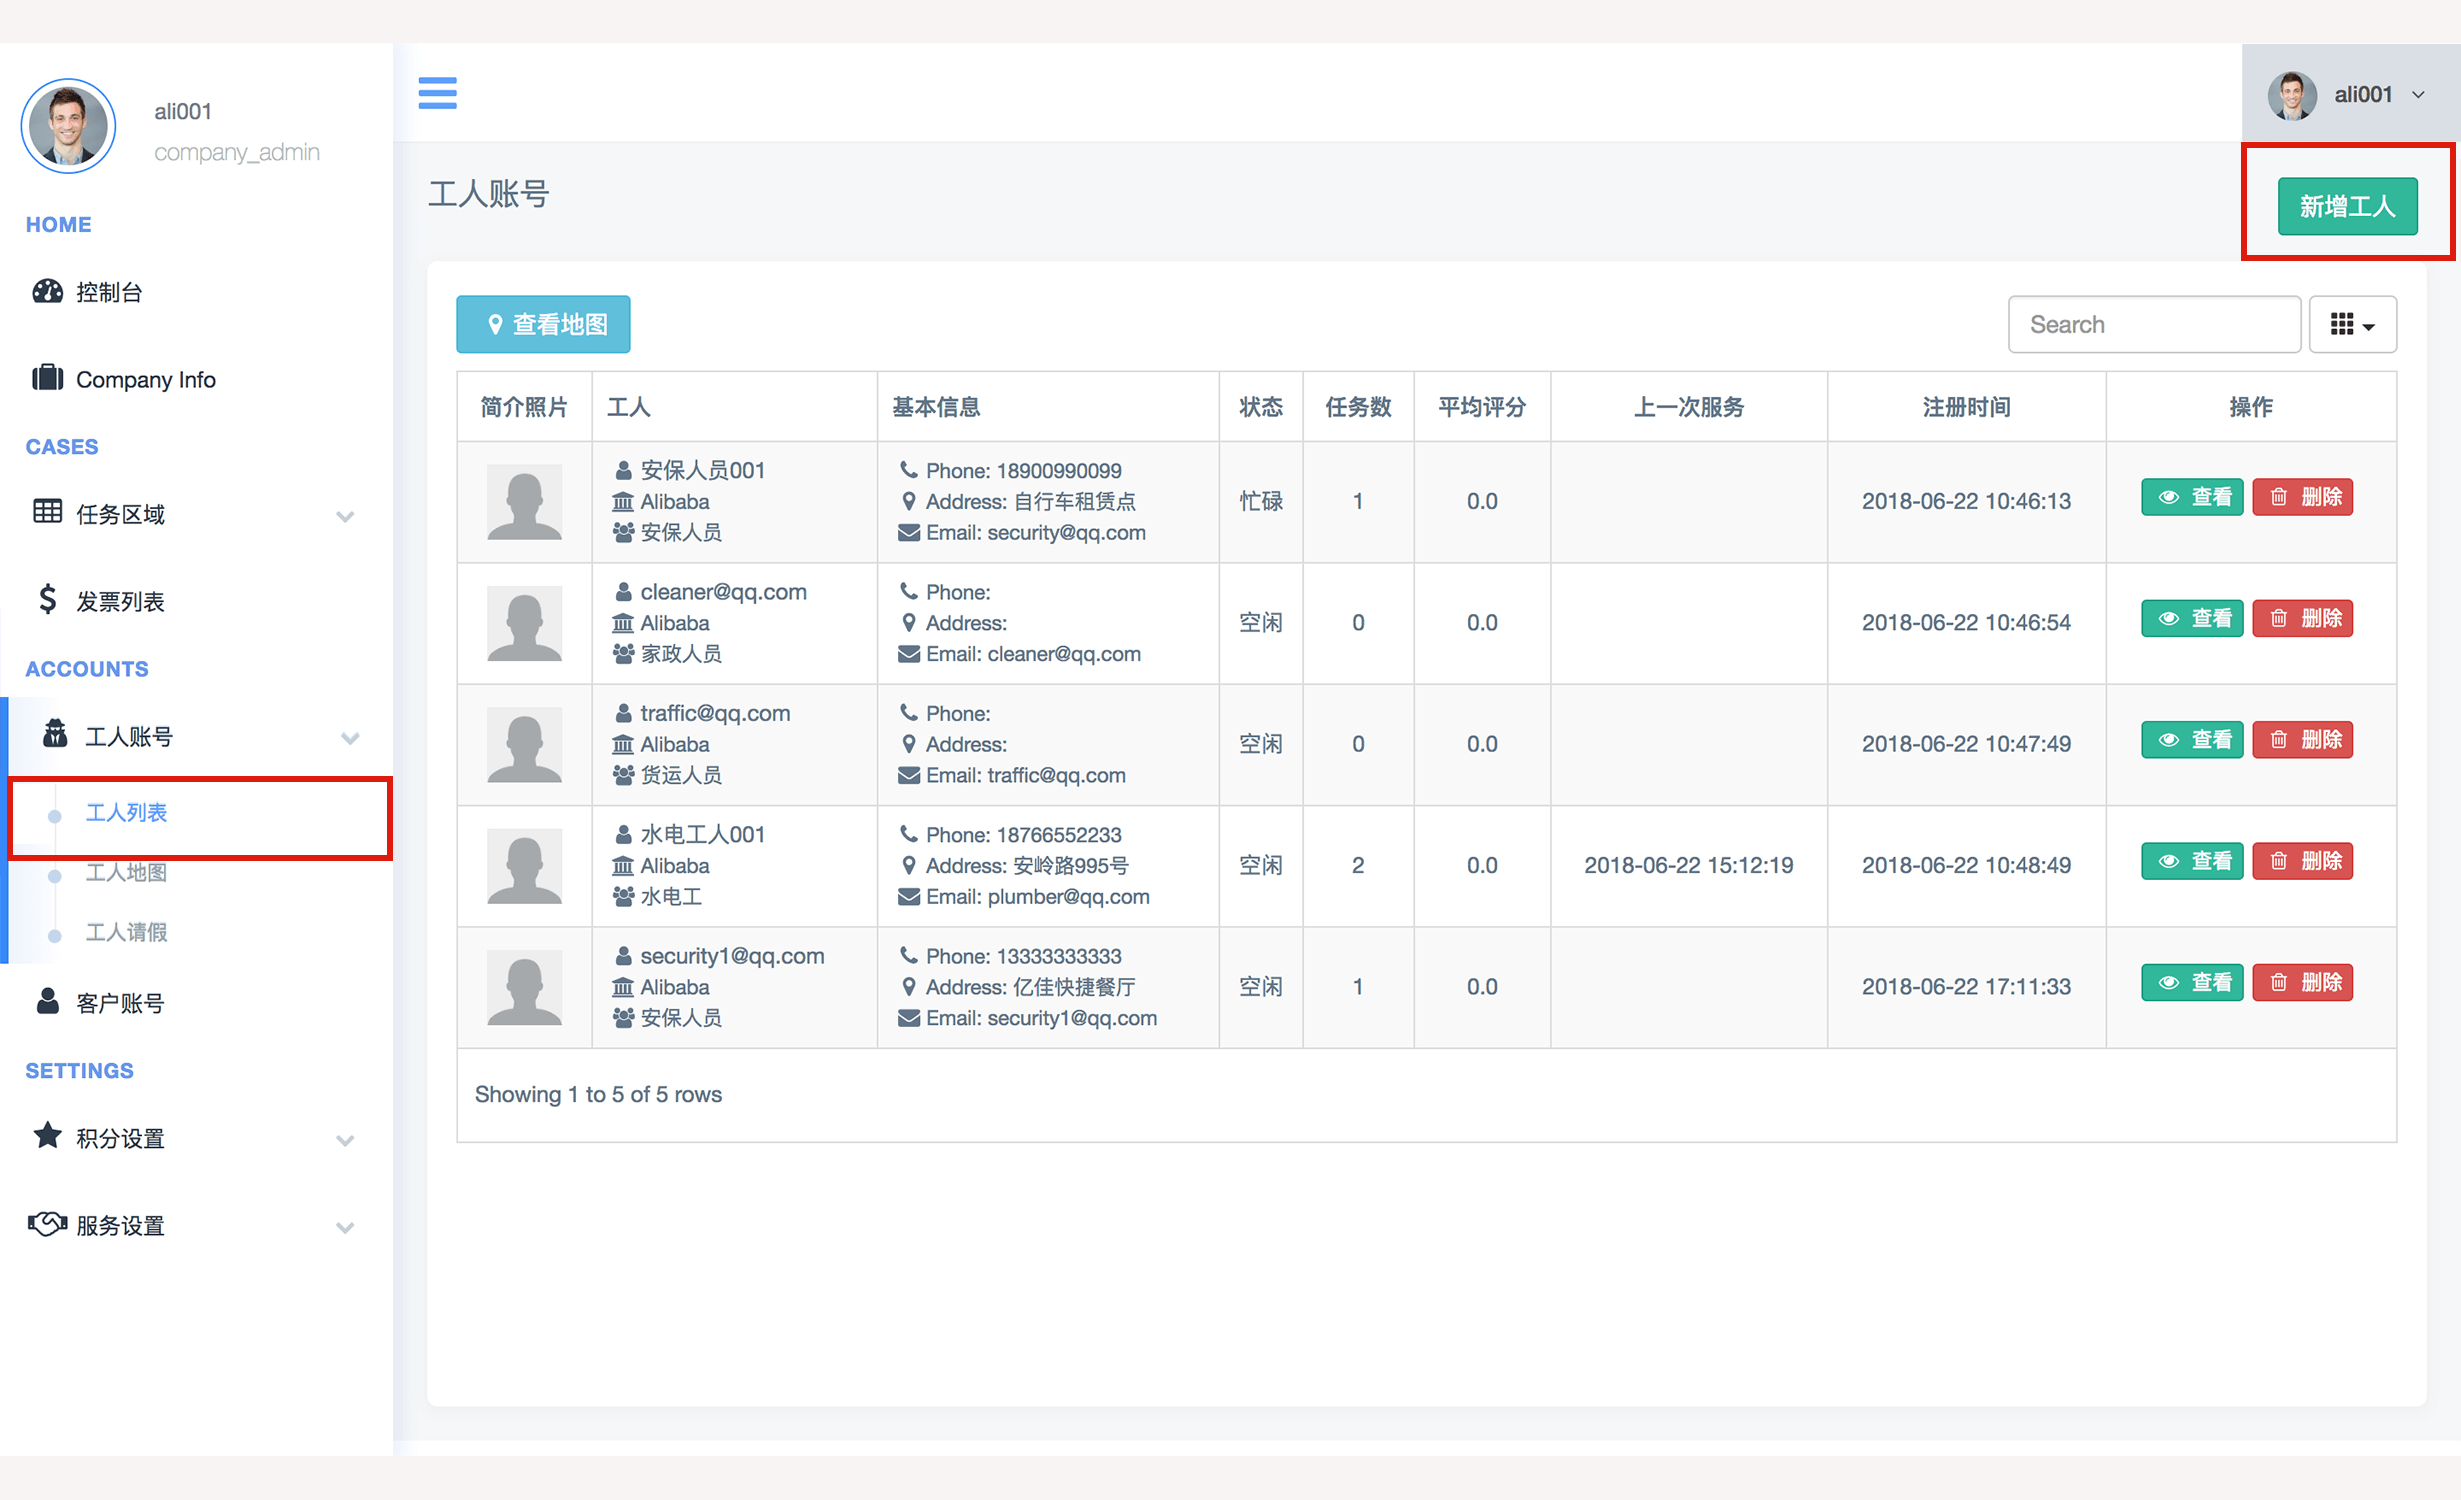 ali001
company_admin
HOME
控制台
Company Info
CASES
任务区域
发票列表
ACCOUNTS
工人账号
工人列表
工人地图
工人请假
客户账号
SETTINGS
积分设置
服务设置
ali001
工人账号
新增工人
查看地图
Search
简介照片 工人 基本信息 状态 任务数 平均评分 上一次服务 注册时间 操作
安保人员001
Alibaba
安保人员
Phone: 18900990099
Address: 自行车租赁点
Email: security@qq.com
忙碌 1 0.0 2018-06-22 10:46:13 查看 删除
cleaner@qq.com
Alibaba
家政人员
Phone:
Address:
Email: cleaner@qq.com
空闲 0 0.0 2018-06-22 10:46:54 查看 删除
traffic@qq.com
Alibaba
货运人员
Phone:
Address:
Email: traffic@qq.com
空闲 0 0.0 2018-06-22 10:47:49 查看 删除
水电工人001
Alibaba
水电工
Phone: 18766552233
Address: 安岭路995号
Email: plumber@qq.com
空闲 2 0.0 2018-06-22 15:12:19 2018-06-22 10:48:49 查看 删除
security1@qq.com
Alibaba
安保人员
Phone: 13333333333
Address: 亿佳快捷餐厅
Email: security1@qq.com
空闲 1 0.0 2018-06-22 17:11:33 查看 删除
Showing 1 to 5 of 5 rows